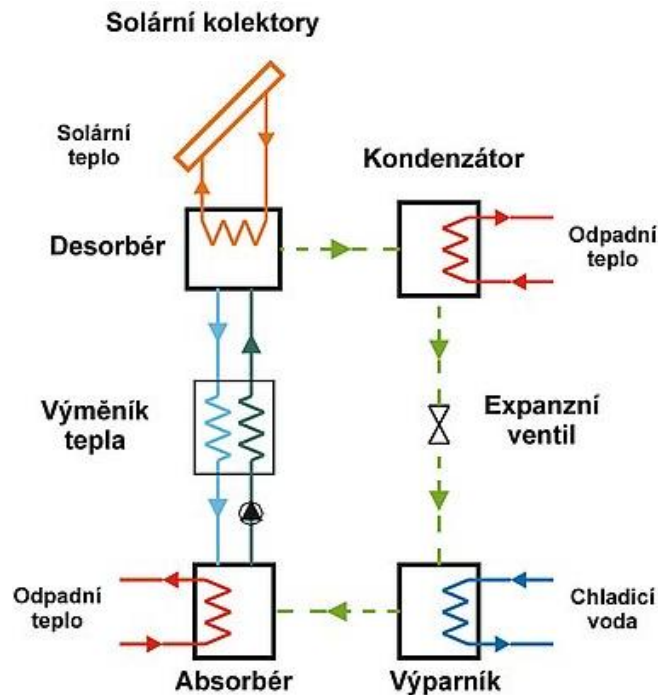 Solární kolektory
Solární
teplo
Kondenzátor
Desorbér
Odpadní
teplo
Výměník
tepla
Expanzní
ventil
Odpadní
teplo
Chladicí
voda
Absorbér
Výparník